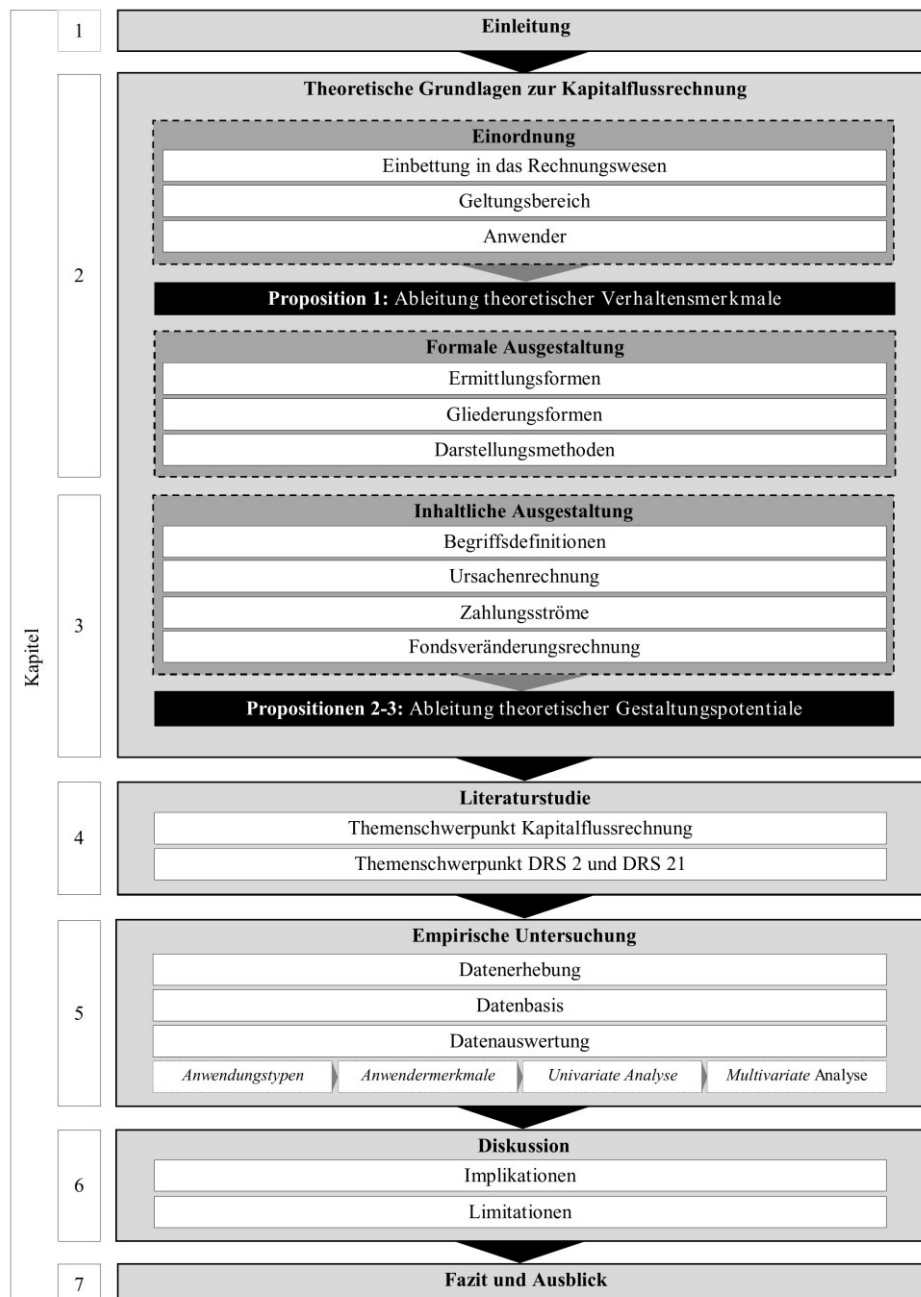 Kapitel
1
Einleitung
2
Theoretische Grundlagen zur Kapitalflussrechnung
Einordnung
Einbettung in das Rechnungswesen
Geltungsbereich
Anwender
Proposition 1: Ableitung theoretischer Verhaltensmerkmale
Formale Ausgestaltung
Ermittlungsformen
Gliederungsformen
Darstellungsmethoden
3
Inhaltliche Ausgestaltung
Begriffsdefinitionen
Ursachenrechnung
Zahlungsströme
Fondsveränderungsrechnung
Propositionen 2-3: Ableitung theoretischer Gestaltungspotentiale
4
Literaturstudie
Themenschwerpunkt Kapitalflussrechnung
Themenschwerpunkt DRS 2 und DRS 21
5
Empirische Untersuchung
Datenerhebung
Datenbasis
Datenauswertung
Anwendungstypen
Anwendermerkmale
Univariate Analyse
Multivariate Analyse
6
Diskussion
Implikationen
Limitationen
7
Fazit und Ausblick